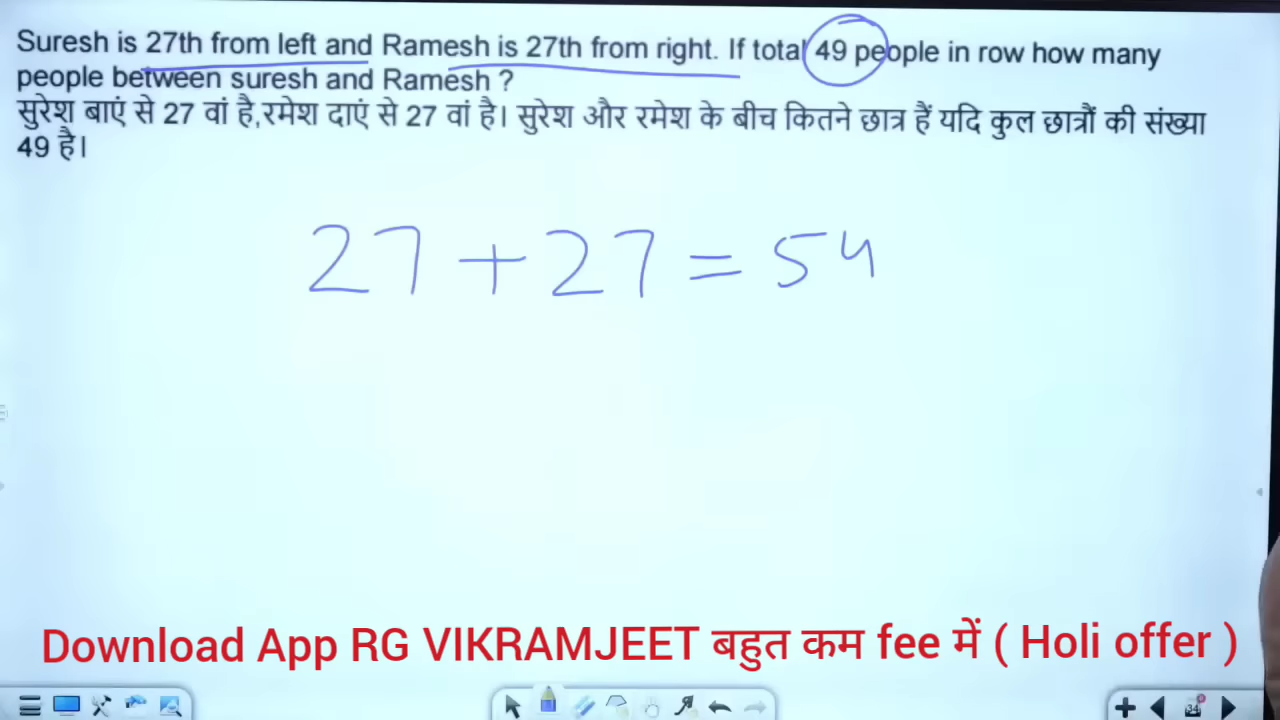 Suresh is 27th from left and Ramesh is 27th from right. If total 49 people in row how many
people between suresh and Ramesh ?
सुरेश बाएं से 27 वां है,रमेश दाएं से 27 वां है। सुरेश और रमेश के बीच कितने छात्र हैं यदि कुल छात्रौं की संख्या
49 है।
27 + 27 = 54
Download App RG VIKRAMJEET बहुत कम fee में ( Holi offer )